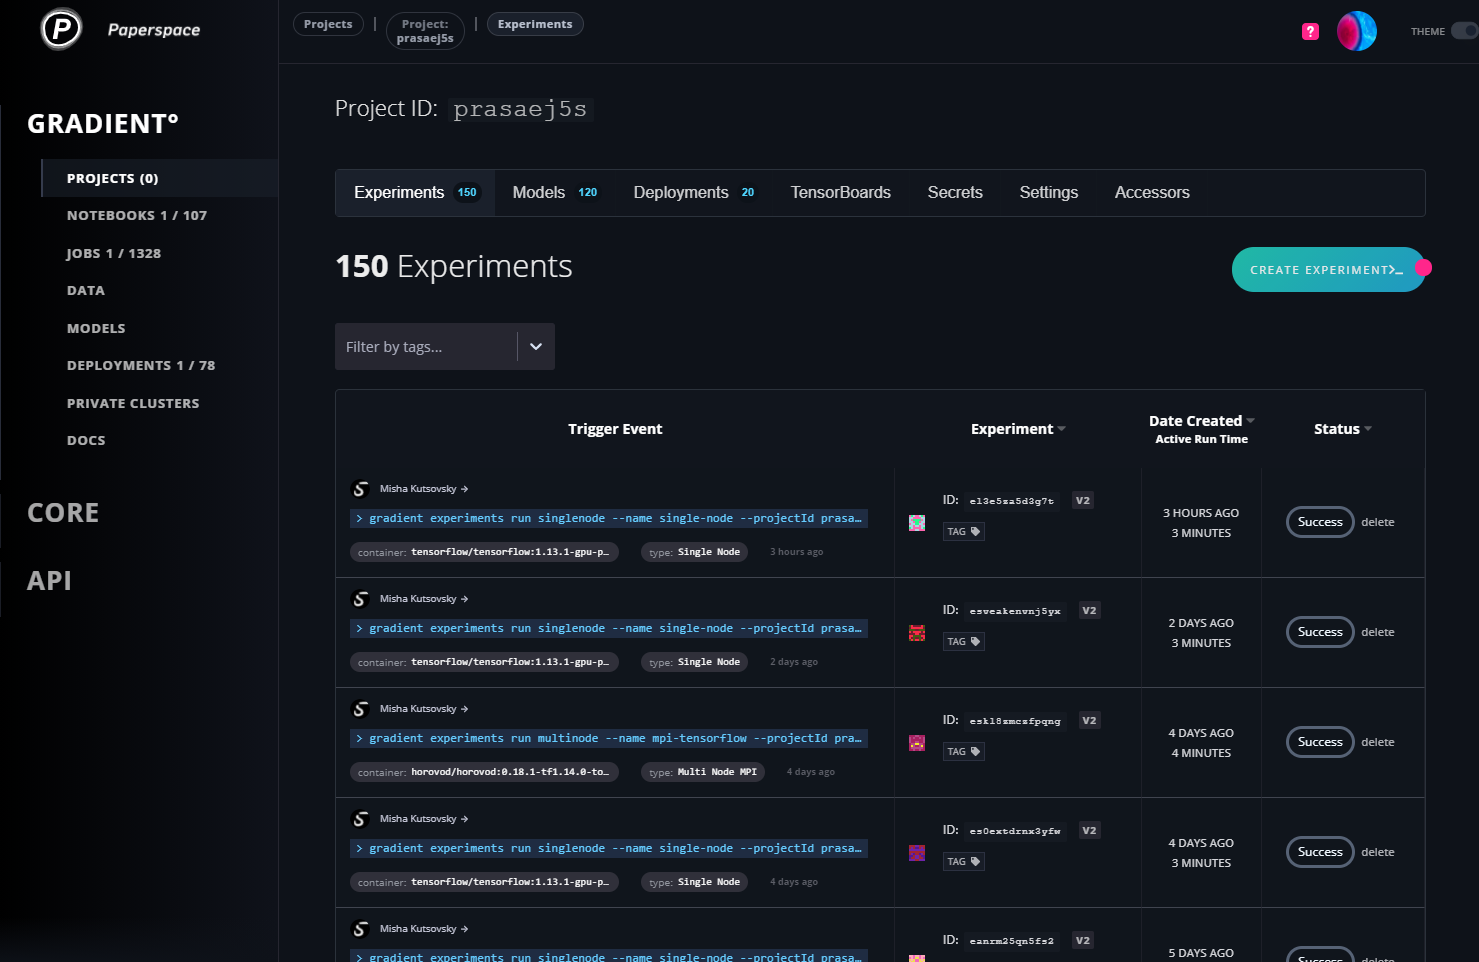 P Paperspace
Projects | Project: prasaej5s | Experiments
? THEME
GRADIENT°
PROJECTS (0)
NOTEBOOKS 1 / 107
JOBS 1 / 1328
DATA
MODELS
DEPLOYMENTS 1 / 78
PRIVATE CLUSTERS
DOCS
CORE
API
Project ID: prasaej5s
Experiments 150 Models 120 Deployments 20 TensorBoards Secrets Settings Accessors
150 Experiments
CREATE EXPERIMENT>_
Filter by tags...
Trigger Event Experiment Date Created Status
Active Run Time
Misha Kutsovsky →
> gradient experiments run singlenode --name single-node --projectId prasa…
container: tensorflow/tensorflow:1.13.1-gpu-p… type: Single Node 3 hours ago
ID: el3e5za5d3g7t V2
TAG
3 HOURS AGO
3 MINUTES
Success delete
Misha Kutsovsky →
> gradient experiments run singlenode --name single-node --projectId prasa…
container: tensorflow/tensorflow:1.13.1-gpu-p… type: Single Node 2 days ago
ID: esveakenvnj5yx V2
TAG
2 DAYS AGO
3 MINUTES
Success delete
Misha Kutsovsky →
> gradient experiments run multinode --name mpi-tensorflow --projectId pra…
container: horovod/horovod:0.18.1-tf1.14.0-to… type: Multi Node MPI 4 days ago
ID: eskl8zmczfpqng V2
TAG
4 DAYS AGO
4 MINUTES
Success delete
Misha Kutsovsky →
> gradient experiments run singlenode --name single-node --projectId prasa…
container: tensorflow/tensorflow:1.13.1-gpu-p… type: Single Node 4 days ago
ID: es0extdrnx3yfw V2
TAG
4 DAYS AGO
3 MINUTES
Success delete
Misha Kutsovsky →
> gradient experiments run singlenode --name single-node --projectId prasa…
ID: eanrm25qn5fs2 V2
5 DAYS AGO
Success delete